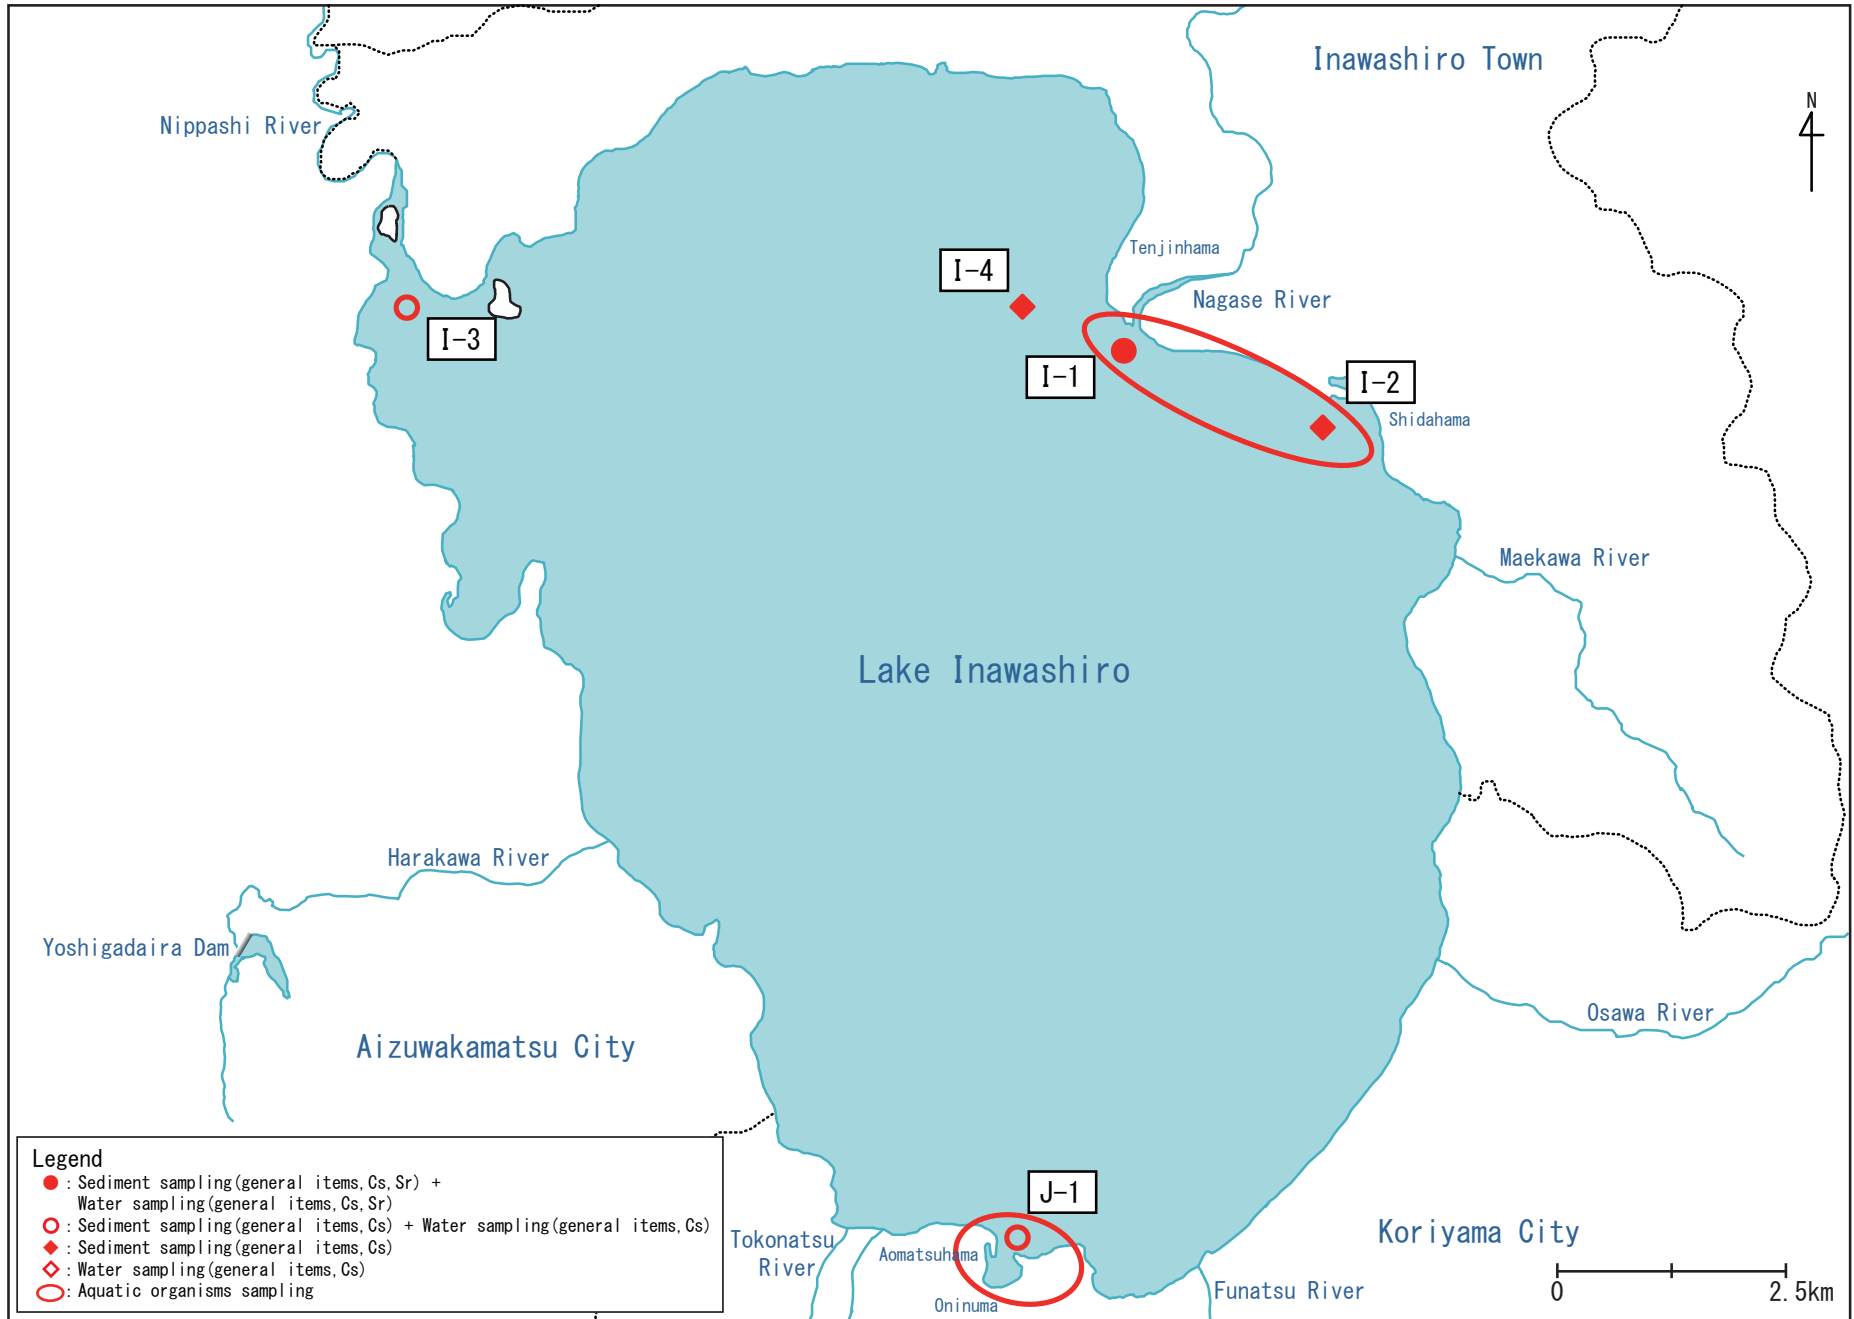 Inawashiro Town
N
Nippashi River
Tenjinhama
I-4
Nagase River
I-3
I-1
I-2
Shidahama
Maekawa River
Lake Inawashiro
Harakawa River
Yoshigadaira Dam
Osawa River
Aizuwakamatsu City
Legend
: Sediment sampling(general items,Cs,Sr) +
Water sampling(general items,Cs,Sr)
: Sediment sampling(general items,Cs) + Water sampling(general items,Cs)
: Sediment sampling(general items,Cs)
: Water sampling(general items,Cs)
: Aquatic organisms sampling
J-1
Tokonatsu
River
Aomatsuhama
Oninuma
Koriyama City
Funatsu River
0
2.5km